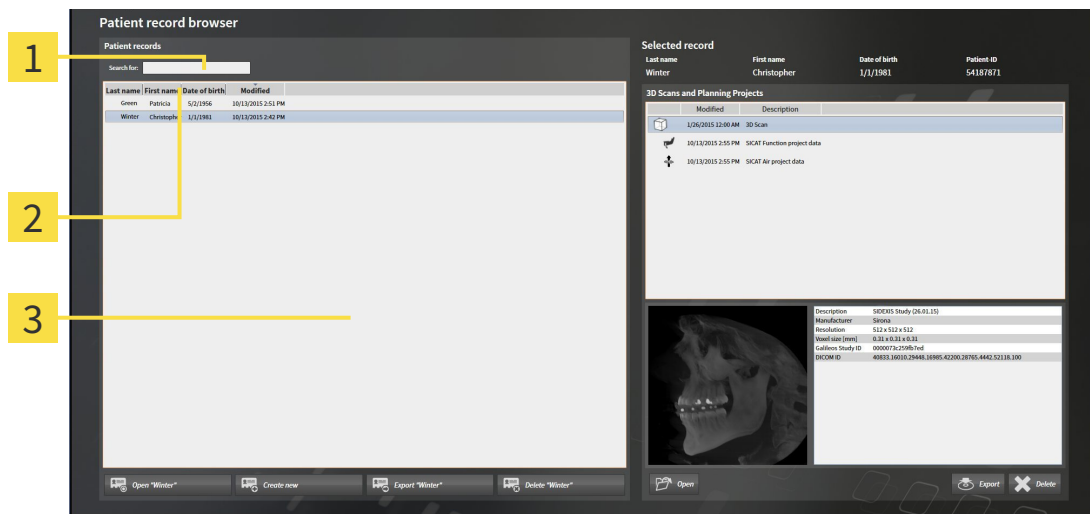 Patient record browser
Patient records
1
Search for:
Last name First name Date of birth Modified
Green Patricia 5/2/1956 10/13/2015 2:51 PM
Winter Christophe 1/1/1981 10/13/2015 2:42 PM
2
3
Open "Winter" Create new Export "Winter" Delete "Winter"
Selected record
Last name First name Date of birth Patient-ID
Winter Christopher 1/1/1981 54187871
3D Scans and Planning Projects
Modified Description
1/26/2015 12:00 AM 3D Scan
10/13/2015 2:55 PM SICAT Function project data
10/13/2015 2:55 PM SICAT Air project data
Description SIDEXIS Study (26.01.15)
Manufacturer Sirona
Resolution 512 x 512 x 512
Voxel size [mm] 0.31 x 0.31 x 0.31
Galileos Study ID 0000073c259fb7ed
DICOM ID 40833.16010.29448.16985.42200.28765.4442.52118.100
Open Export Delete